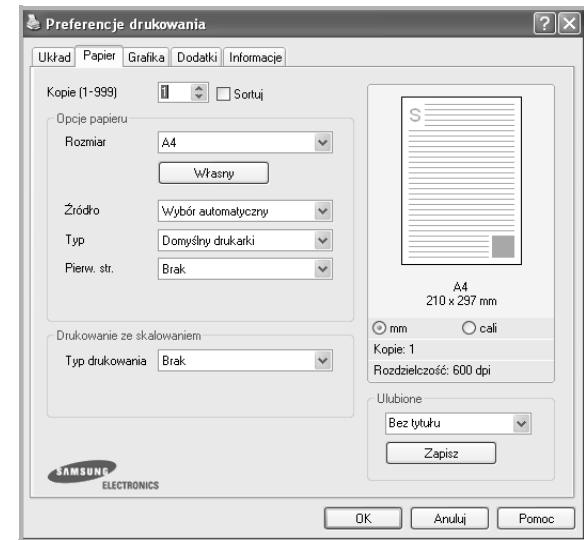 Preferencje drukowania
Układ Papier Grafika Dodatki Informacje
Kopie (1-999) 1 Sortuj
Opcje papieru
Rozmiar A4
Własny
Źródło Wybór automatyczny
Typ Domyślny drukarki
Pierw. str. Brak
Drukowanie ze skalowaniem
Typ drukowania Brak
SAMSUNG
ELECTRONICS
S
A4
210 x 297 mm
mm cali
Kopie: 1
Rozdzielczość: 600 dpi
Ulubione
Bez tytułu
Zapisz
OK Anuluj Pomoc